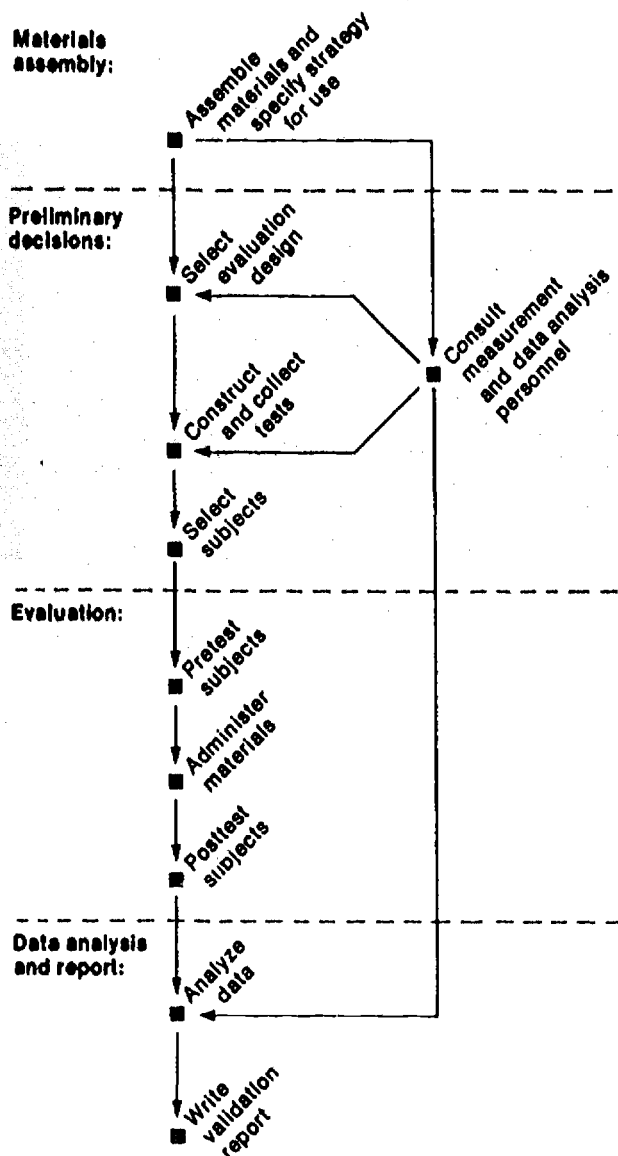 Materials
assembly:
Assemble
materials and
specify strategy
for use
Preliminary
decisions:
Select
evaluation
design
Consult
measurement
and data analysis
personnel
Construct
and collect
tests
Select
subjects
Evaluation:
Pretest
subjects
Administer
materials
Posttest
subjects
Data analysis
and report:
Analyze
data
Write
validation
report